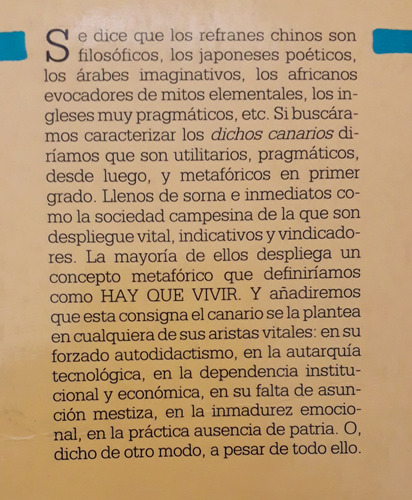 Se dice que los refranes chinos son
filosóficos, los japoneses poéticos,
los árabes imaginativos, los africanos
evocadores de mitos elementales, los in-
gleses muy pragmáticos, etc. Si buscára-
mos caracterizar los dichos canarios di-
ríamos que son utilitarios, pragmáticos,
desde luego, y metafóricos en primer
grado. Llenos de sorna e inmediatos co-
mo la sociedad campesina de la que son
despliegue vital, indicativos y vindicado-
res. La mayoría de ellos despliega un
concepto metafórico que definiríamos
como HAY QUE VIVIR. Y añadiremos
que esta consigna el canario se la plantea
en cualquiera de sus aristas vitales: en su
forzado autodidactismo, en la autarquía
tecnológica, en la dependencia institu-
cional y económica, en su falta de asun-
ción mestiza, en la inmadurez emocio-
nal, en la práctica ausencia de patria. O,
dicho de otro modo, a pesar de todo ello.